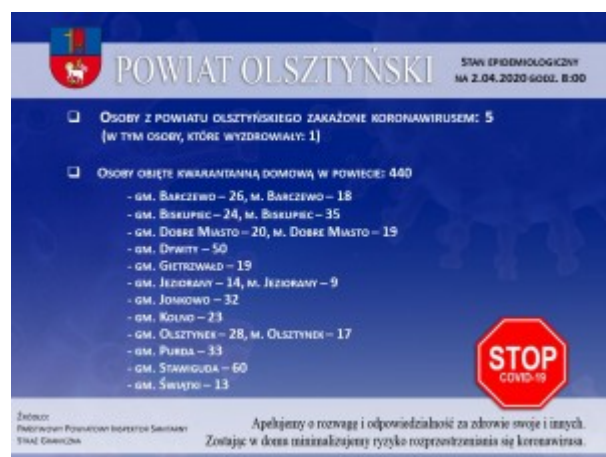 POWIAT OLSZTYŃSKI
STAN EPIDEMIOLOGICZNY
NA 2.04.2020 GODZ. 8:00
OSOBY Z POWIATU OLSZTYŃSKIEGO ZAKAŻONE KORONAWIRUSEM: 5
(W TYM OSOBY, KTÓRE WYZDROWIAŁY: 1)
OSOBY OBJĘTE KWARANTANNĄ DOMOWĄ W POWIECIE: 440
- GM. BARCZEWO – 26, M. BARCZEWO – 18
- GM. BISKUPIEC – 24, M. BISKUPIEC – 35
- GM. DOBRE MIASTO – 20, M. DOBRE MIASTO – 19
- GM. DYWITY – 50
- GM. GIETRZWAŁD – 19
- GM. JEZIORANY – 14, M. JEZIORANY – 9
- GM. JONKOWO – 32
- GM. KOLNO – 23
- GM. OLSZTYNEK – 28, M. OLSZTYNEK – 17
- GM. PURDA – 33
- GM. STAWIGUDA – 60
- GM. ŚWIĄTKI – 13
STOP
COVID-19
ŹRÓDŁO:
PAŃSTWOWY POWIATOWY INSPEKTOR SANITARNY
STRAŻ GRANICZNA
Apelujemy o rozwagę i odpowiedzialność za zdrowie swoje i innych.
Zostając w domu minimalizujemy ryzyko rozprzestrzeniania się koronawirusa.